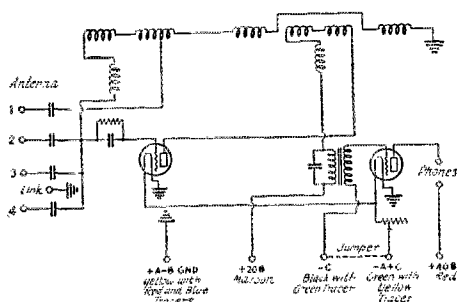 Antenna
1
2
3
Link
4
Phones
Jumper
+A-B GND
Yellow with
Red and Blue
Tracers
+20B
Maroon
-C
Black with
Green Tracer
-A+C
Green with
Yellow
Tracer
+40B
Red